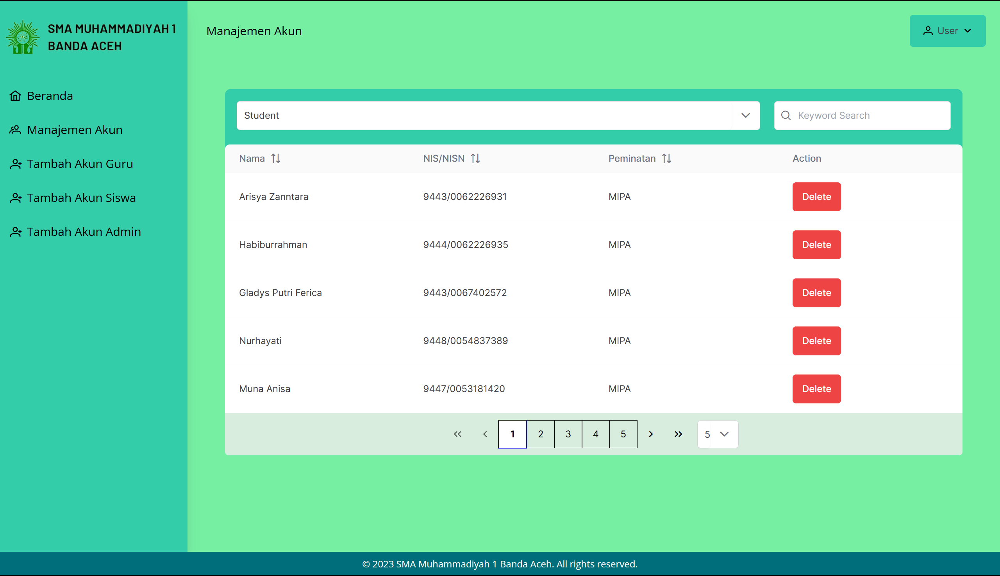 SMA MUHAMMADIYAH 1
BANDA ACEH
Manajemen Akun
User
Beranda
Manajemen Akun
Tambah Akun Guru
Tambah Akun Siswa
Tambah Akun Admin
Student
Keyword Search
Nama NIS/NISN Peminatan Action
Arisya Zanntara 9443/0062226931 MIPA Delete
Habiburrahman 9444/0062226935 MIPA Delete
Gladys Putri Ferica 9443/0067402572 MIPA Delete
Nurhayati 9448/0054837389 MIPA Delete
Muna Anisa 9447/0053181420 MIPA Delete
« ‹ 1 2 3 4 5 › » 5
© 2023 SMA Muhammadiyah 1 Banda Aceh. All rights reserved.